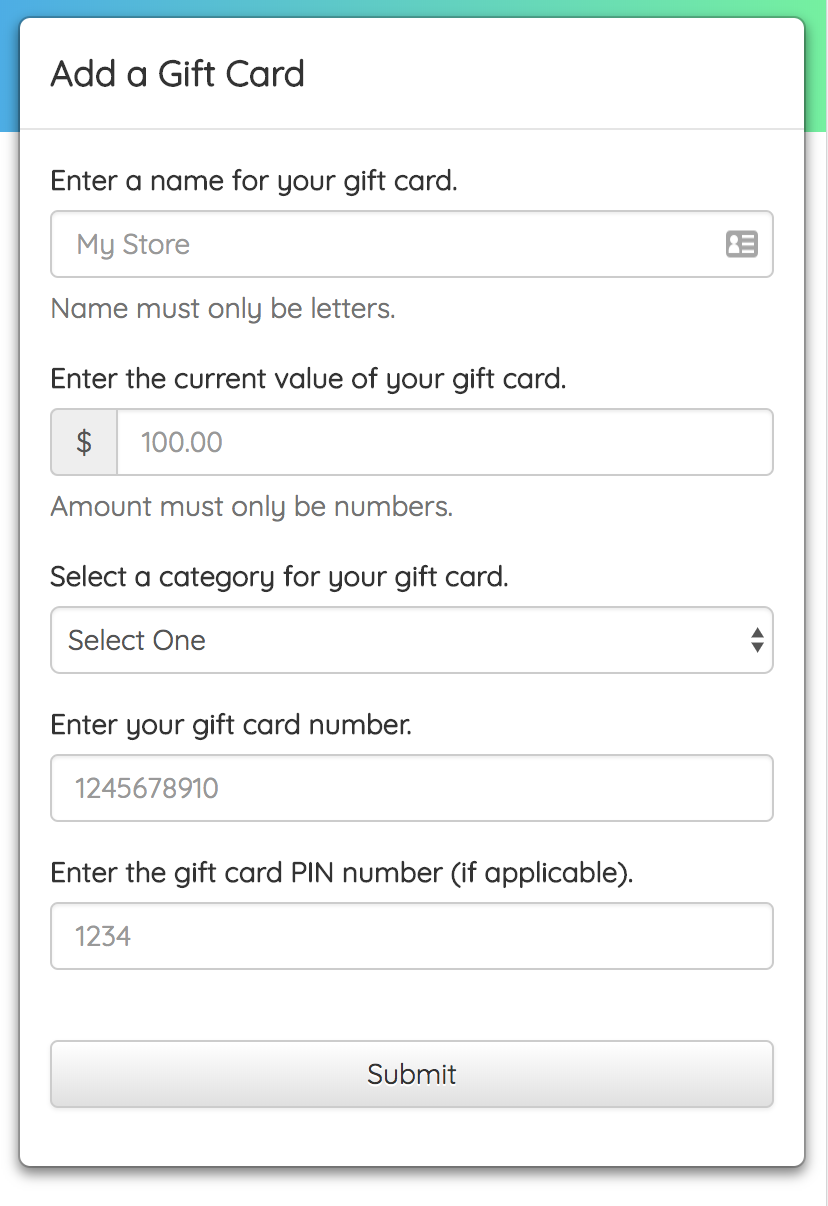 Add a Gift Card
Enter a name for your gift card.
My Store
Name must only be letters.
Enter the current value of your gift card.
$ 100.00
Amount must only be numbers.
Select a category for your gift card.
Select One
Enter your gift card number.
1245678910
Enter the gift card PIN number (if applicable).
1234
Submit